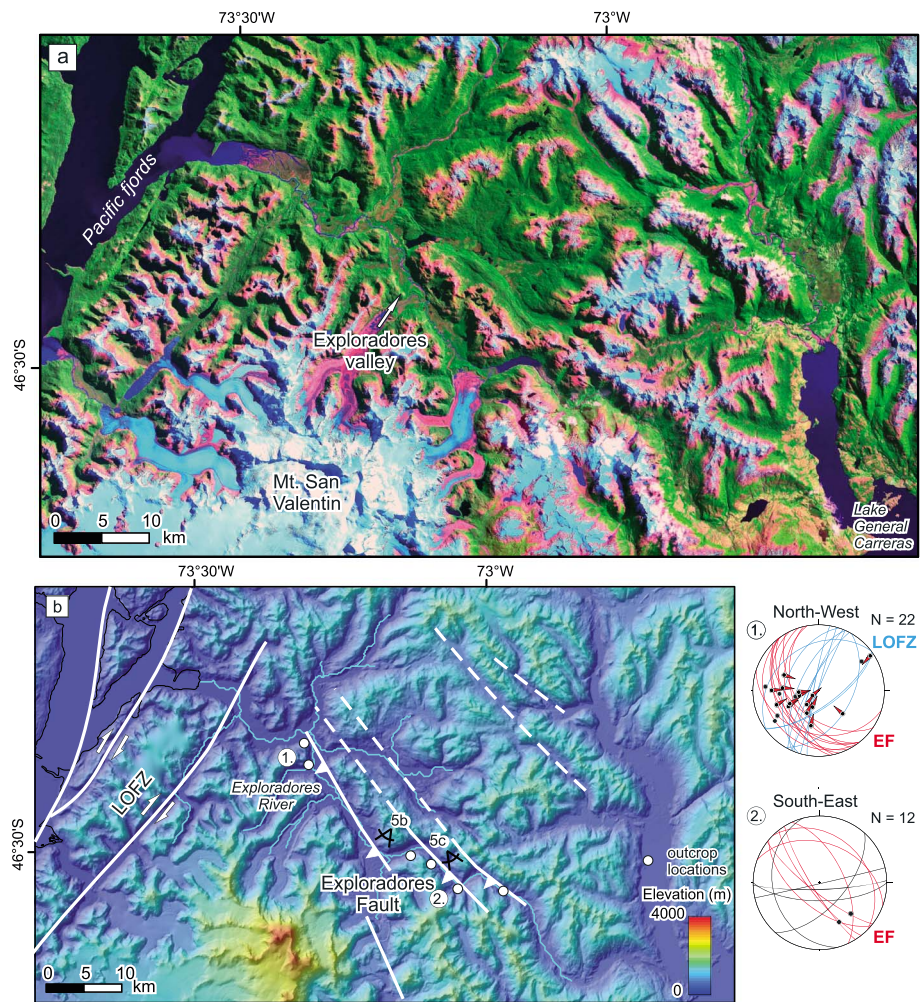 73°30'W
73°W
a
Pacific fjords
Exploradores
valley
46°30'S
Mt. San
Valentin
0 5 10
km
Lake
General
Carreras
73°30'W
73°W
b
1.
North-West
N = 22
LOFZ
EF
LOFZ
1.
Exploradores
River
5b
5c
46°30'S
Exploradores
Fault
2.
outcrop
locations
Elevation (m)
4000
0
0 5 10
km
2.
South-East
N = 12
EF